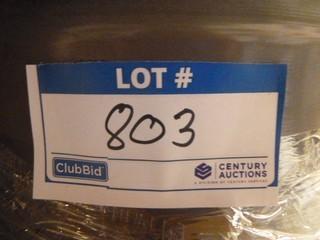 LOT #
803
ClubBid
CENTURY
AUCTIONS
A DIVISION OF CENTURY SERVICES